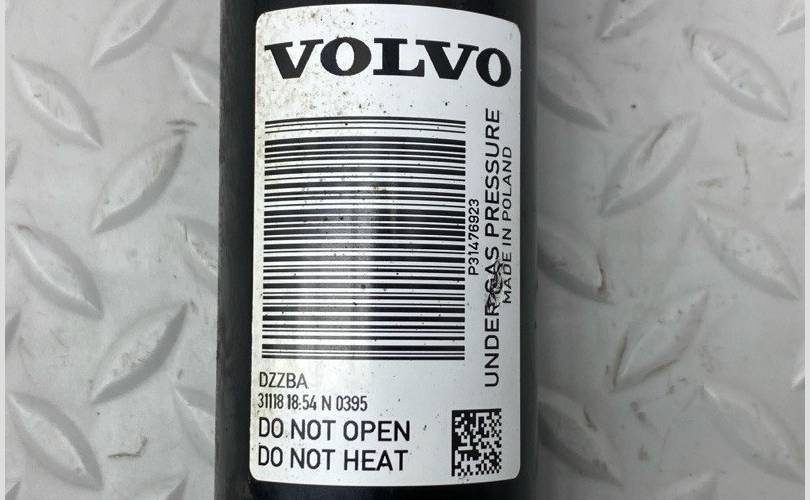 VOLVO
P31476923
UNDER GAS PRESSURE
MADE IN POLAND
DZZBA
31118 18:54 N 0395
DO NOT OPEN
DO NOT HEAT